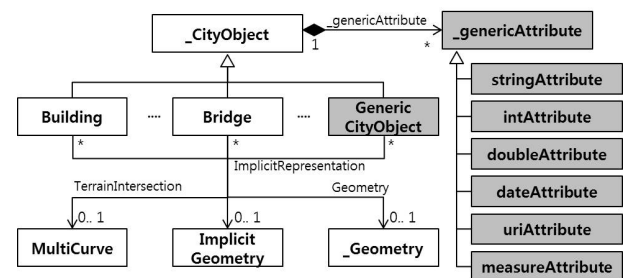 _CityObject
_genericAttribute
1
*
_genericAttribute
stringAttribute
intAttribute
doubleAttribute
dateAttribute
uriAttribute
measureAttribute
Building
....
Bridge
....
Generic
CityObject
*
*
*
ImplicitRepresentation
TerrainIntersection
Geometry
0.. 1
0.. 1
0.. 1
MultiCurve
Implicit
Geometry
_Geometry